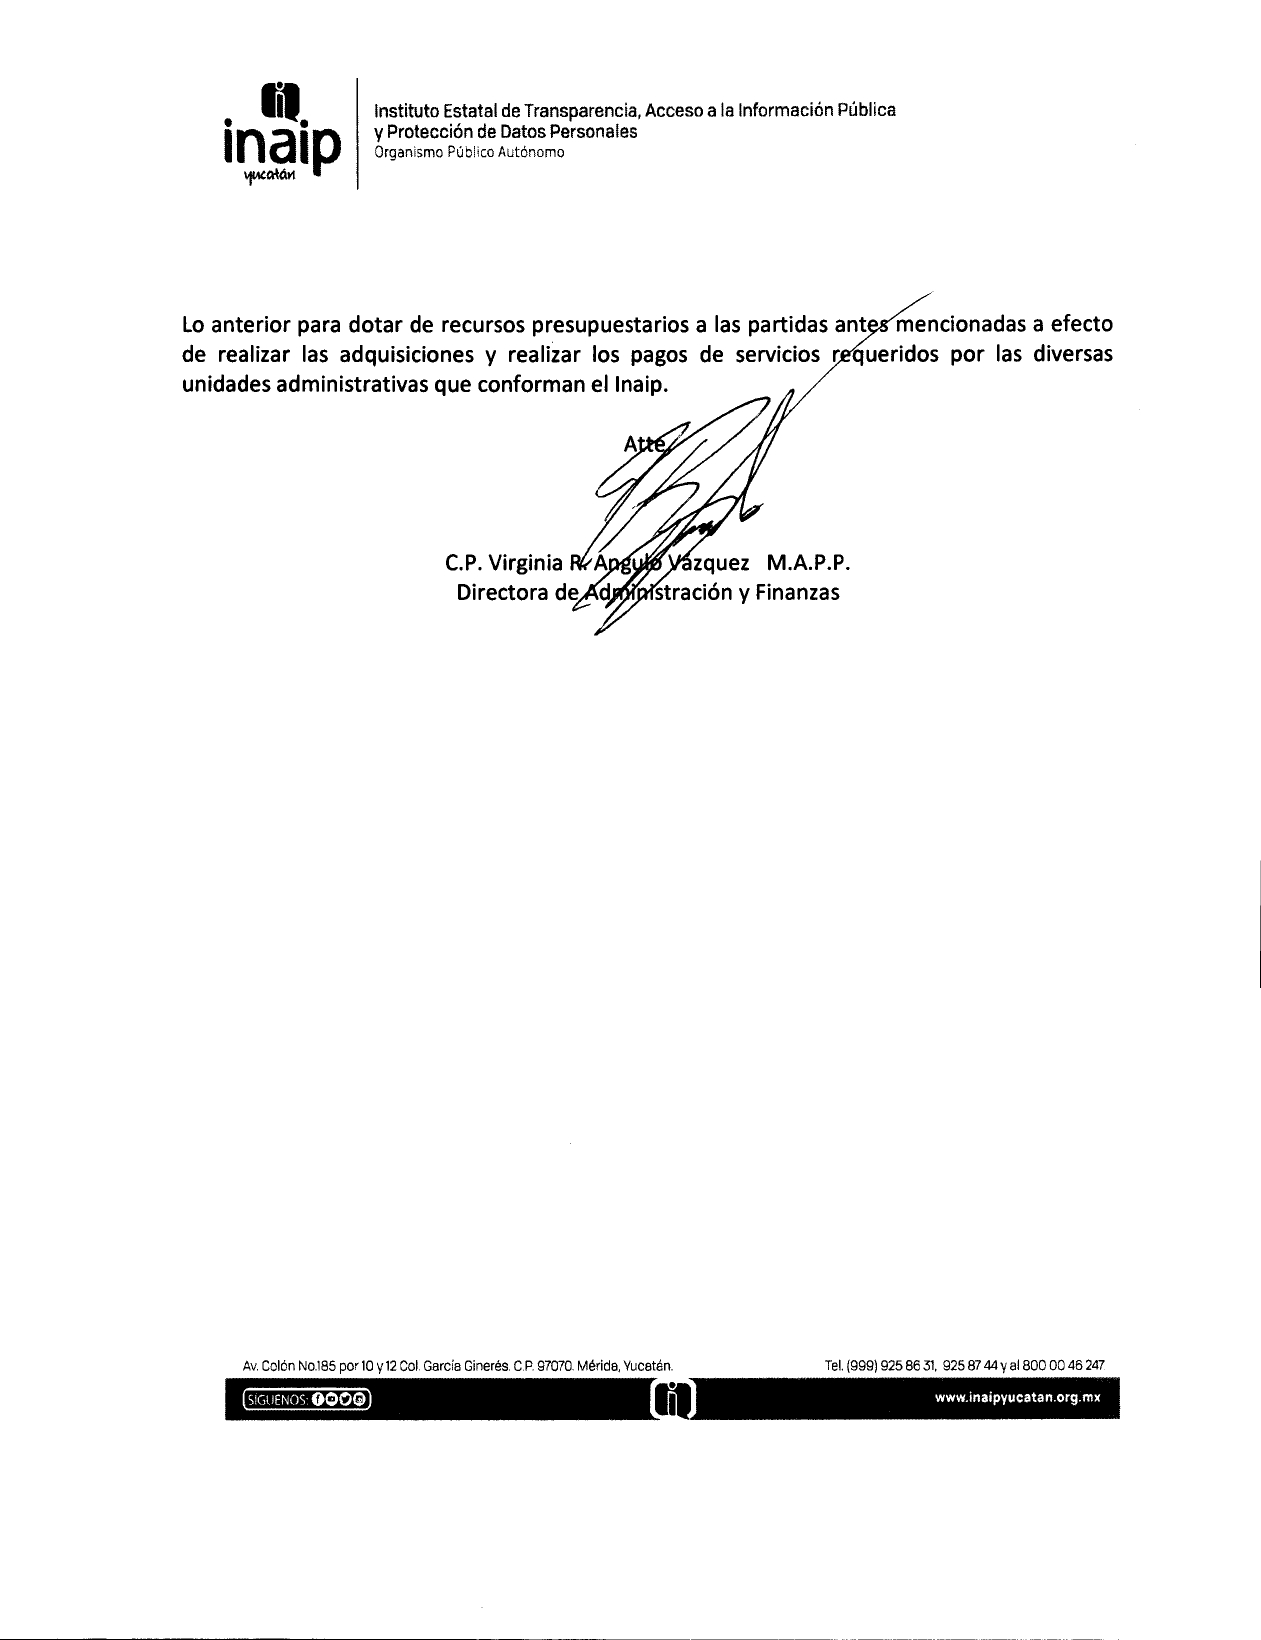 inaip
yucatán
Instituto Estatal de Transparencia, Acceso a la Información Pública
y Protección de Datos Personales
Organismo Público Autónomo
Lo anterior para dotar de recursos presupuestarios a las partidas antes mencionadas a efecto
de realizar las adquisiciones y realizar los pagos de servicios requeridos por las diversas
unidades administrativas que conforman el Inaip.
Atte
C.P. Virginia R. Angulo Vázquez M.A.P.P.
Directora de Administración y Finanzas
Av. Colón No.185 por 10 y 12 Col. García Ginerés. C.P. 97070. Mérida, Yucatán.
Tel. (999) 925 86 31, 925 87 44 y al 800 00 46 247
SÍGUENOS:
www.inaipyucatan.org.mx